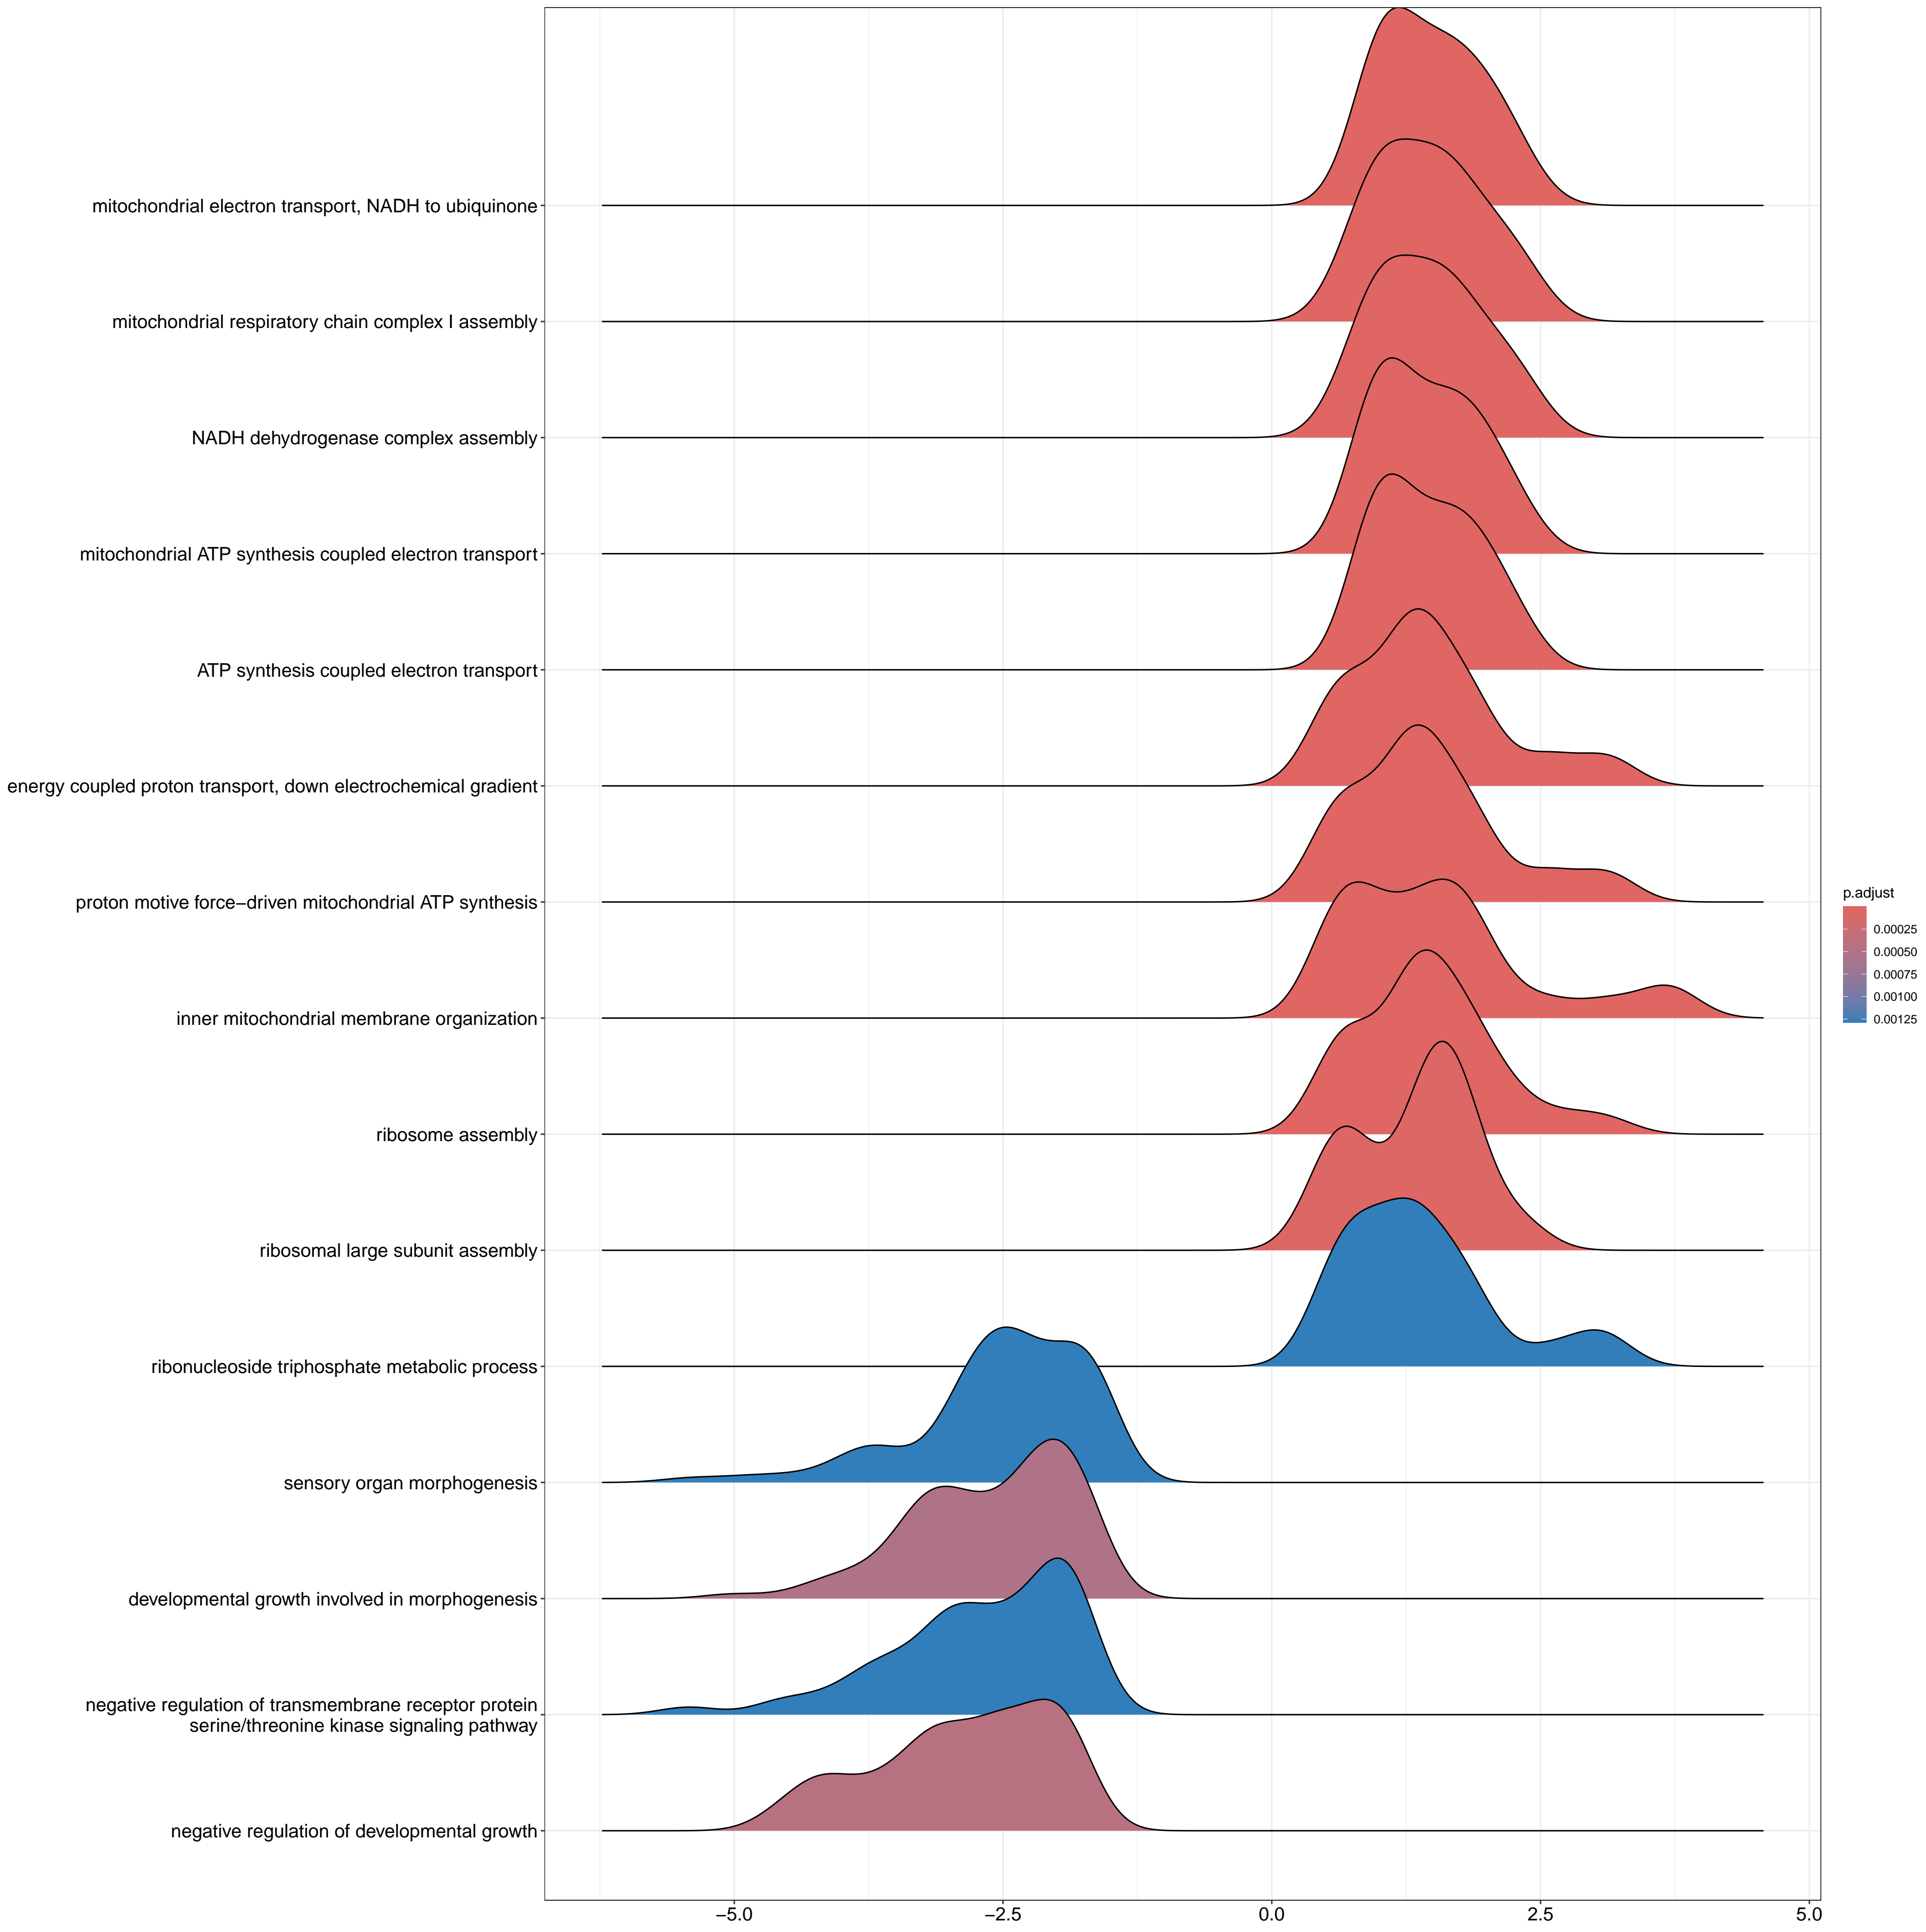 mitochondrial electron transport, NADH to ubiquinone
mitochondrial respiratory chain complex I assembly
NADH dehydrogenase complex assembly
mitochondrial ATP synthesis coupled electron transport
ATP synthesis coupled electron transport
energy coupled proton transport, down electrochemical gradient
proton motive force−driven mitochondrial ATP synthesis
inner mitochondrial membrane organization
ribosome assembly
ribosomal large subunit assembly
ribonucleoside triphosphate metabolic process
sensory organ morphogenesis
developmental growth involved in morphogenesis
negative regulation of transmembrane receptor protein
serine/threonine kinase signaling pathway
negative regulation of developmental growth
−5.0 −2.5 0.0 2.5 5.0
p.adjust
0.00025
0.00050
0.00075
0.00100
0.00125